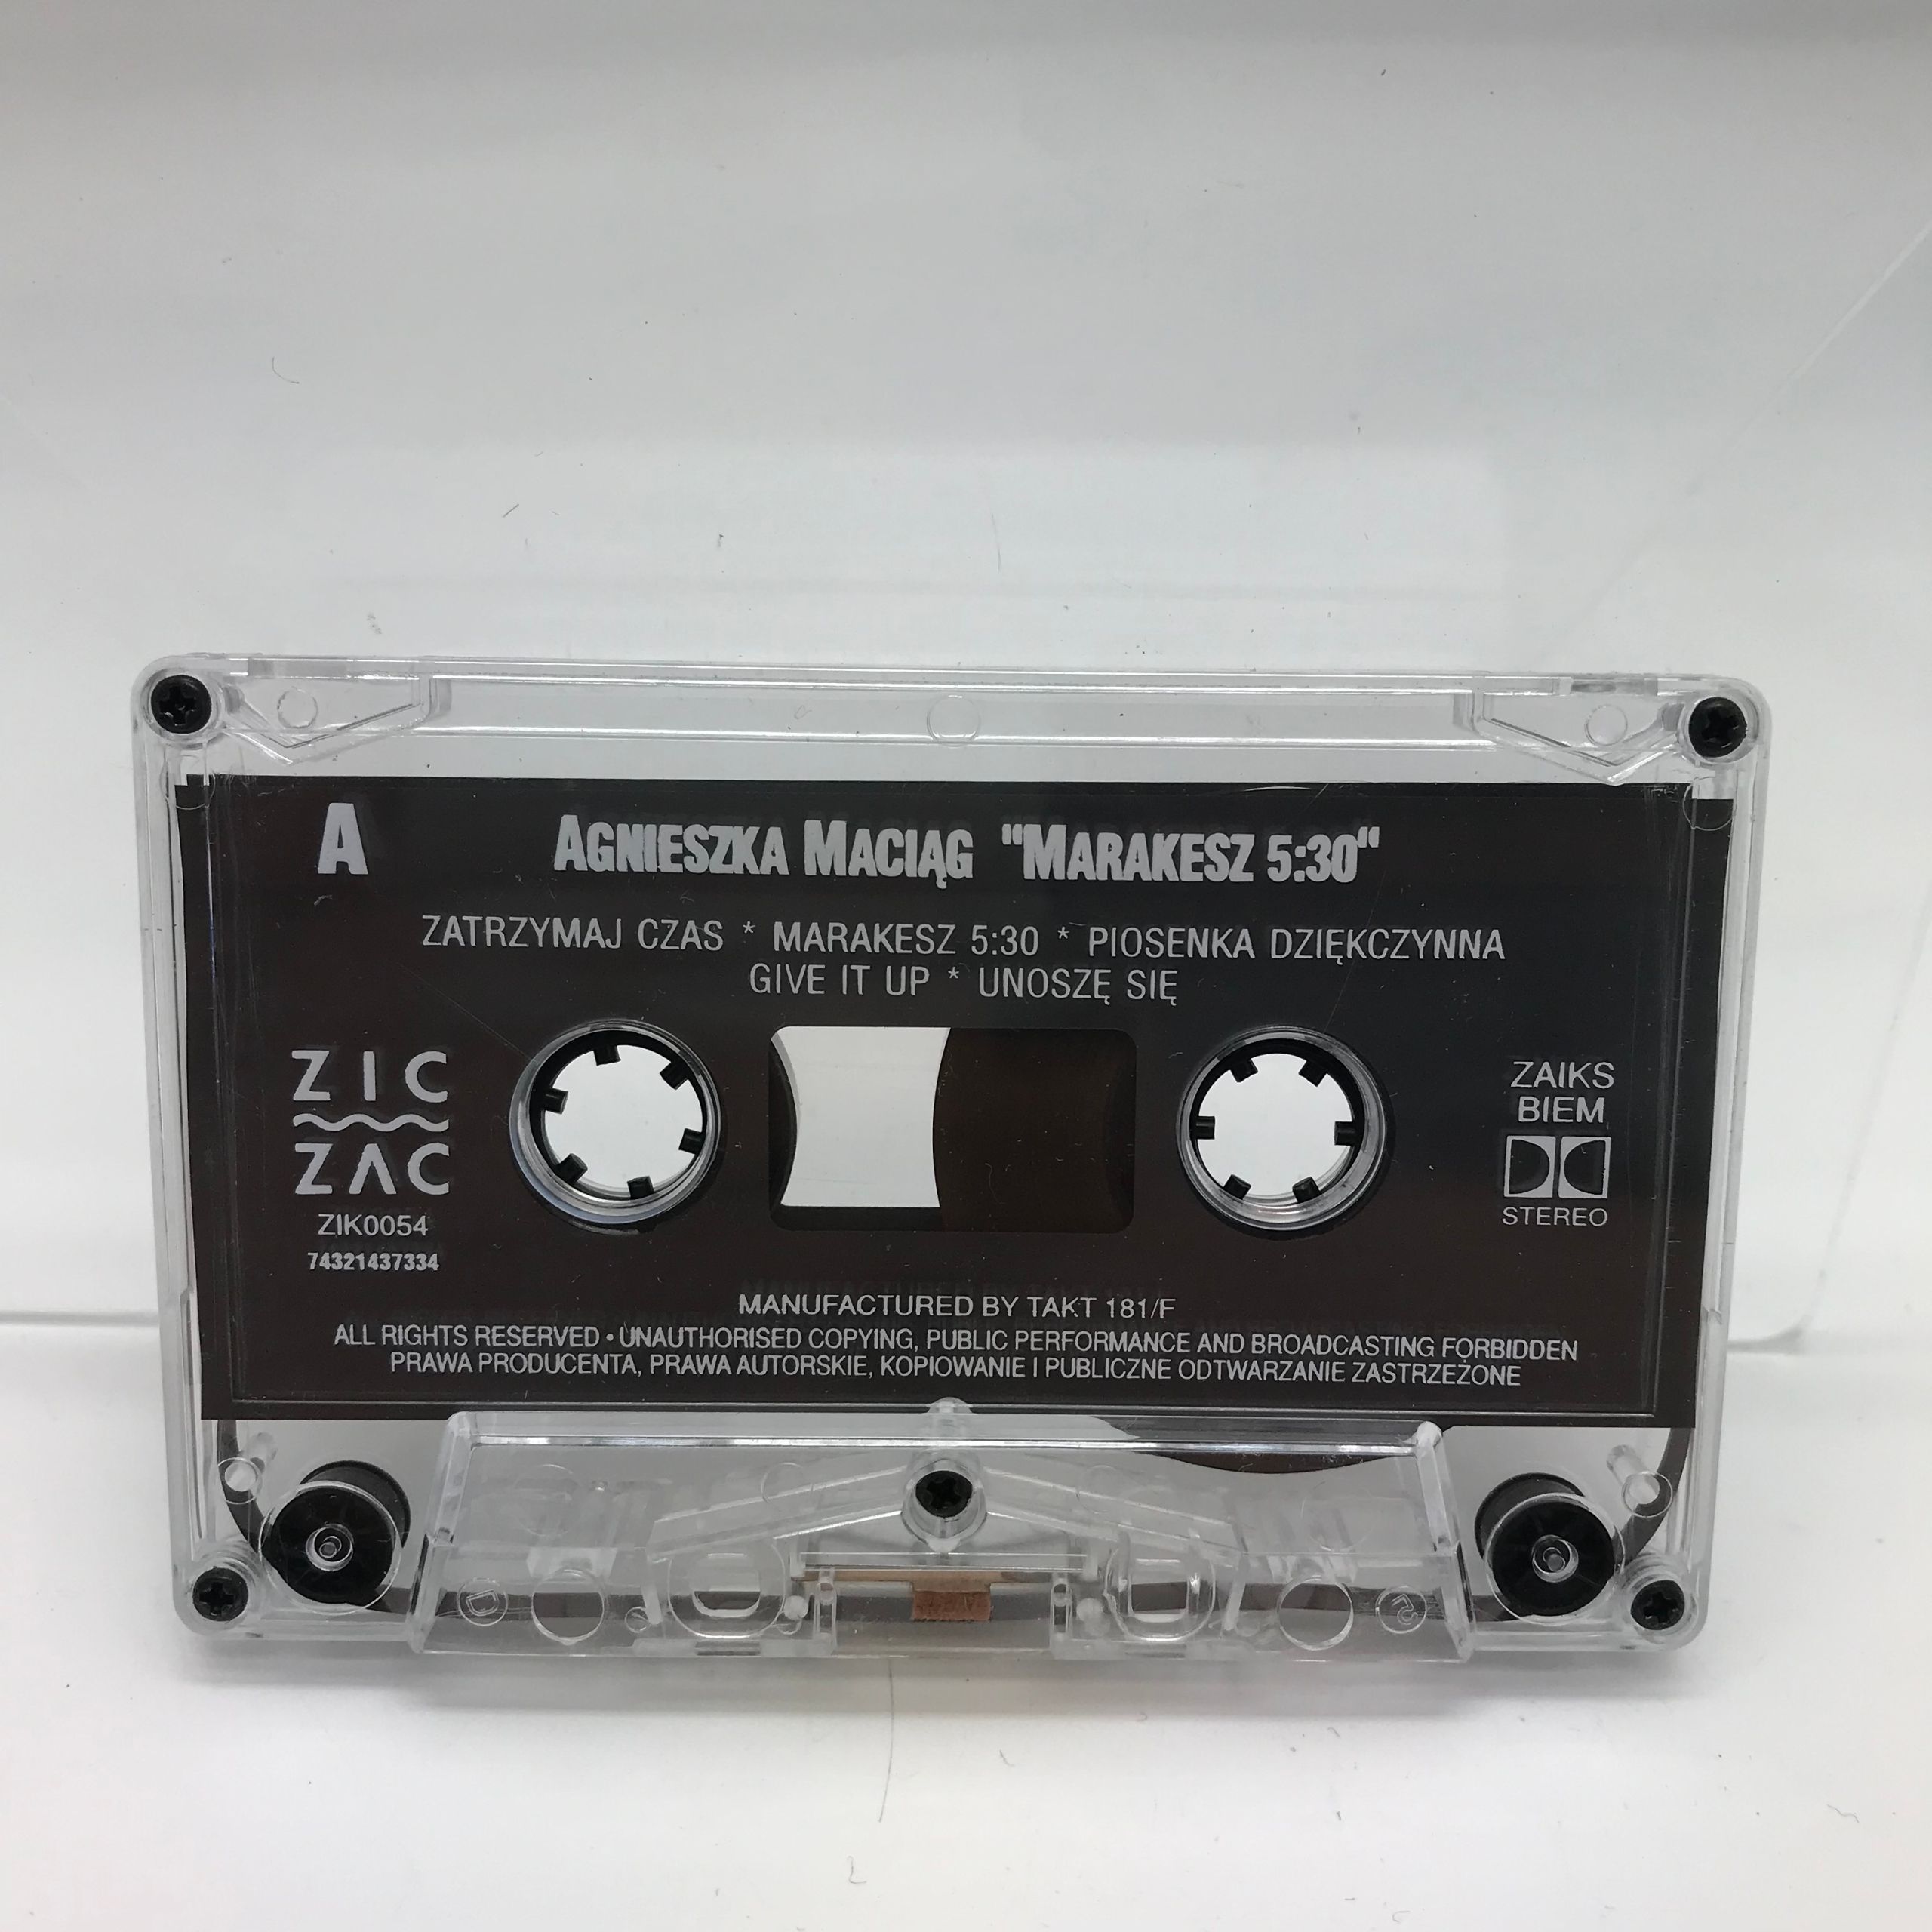 A
AGNIESZKA MACIĄG "MARAKESZ 5:30"
ZATRZYMAJ CZAS * MARAKESZ 5:30 * PIOSENKA DZIĘKCZYNNA
GIVE IT UP * UNOSZĘ SIĘ
ZIC
ZAC
ZIK0054
74321437334
ZAIKS
BIEM
STEREO
MANUFACTURED BY TAKT 181/F
ALL RIGHTS RESERVED • UNAUTHORISED COPYING, PUBLIC PERFORMANCE AND BROADCASTING FORBIDDEN
PRAWA PRODUCENTA, PRAWA AUTORSKIE, KOPIOWANIE I PUBLICZNE ODTWARZANIE ZASTRZEŻONE